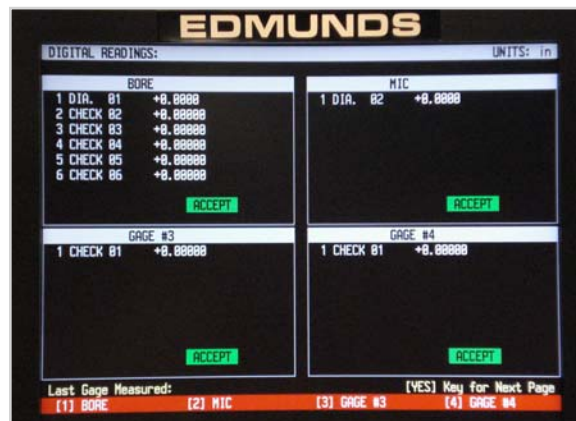 EDMUNDS
DIGITAL READINGS: UNITS: in
BORE
1 DIA. 01 +0.0000
2 CHECK 02 +0.0000
3 CHECK 03 +0.00000
4 CHECK 04 +0.00000
5 CHECK 05 +0.00000
6 CHECK 06 +0.00000
ACCEPT
MIC
1 DIA. 02 +0.0000
ACCEPT
GAGE #3
1 CHECK 01 +0.00000
ACCEPT
GAGE #4
1 CHECK 01 +0.00000
ACCEPT
Last Gage Measured: [YES] Key for Next Page
[1] BORE [2] MIC [3] GAGE #3 [4] GAGE #4